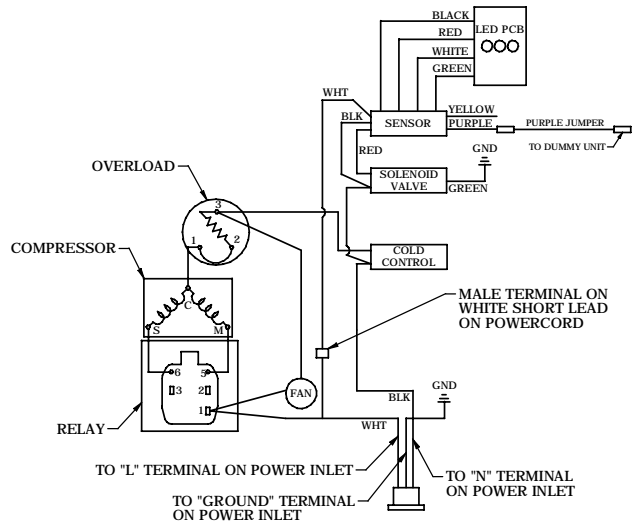 BLACK
LED PCB
RED
WHITE
GREEN
WHT
BLK
SENSOR
YELLOW
PURPLE
PURPLE JUMPER
TO DUMMY UNIT
RED
GND
SOLENOID
VALVE
GREEN
OVERLOAD
3
1
2
COLD
CONTROL
COMPRESSOR
C
S
M
MALE TERMINAL ON
WHITE SHORT LEAD
ON POWERCORD
6
5
3
2
1
FAN
RELAY
BLK
GND
WHT
TO "L" TERMINAL ON POWER INLET
TO "N" TERMINAL
ON POWER INLET
TO "GROUND" TERMINAL
ON POWER INLET